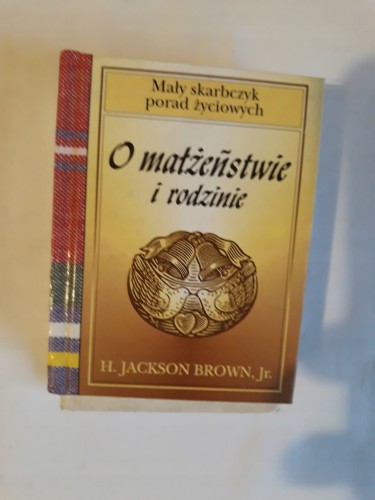 Mały skarbczyk
porad życiowych
O małżeństwie
i rodzinie
H. JACKSON BROWN, Jr.